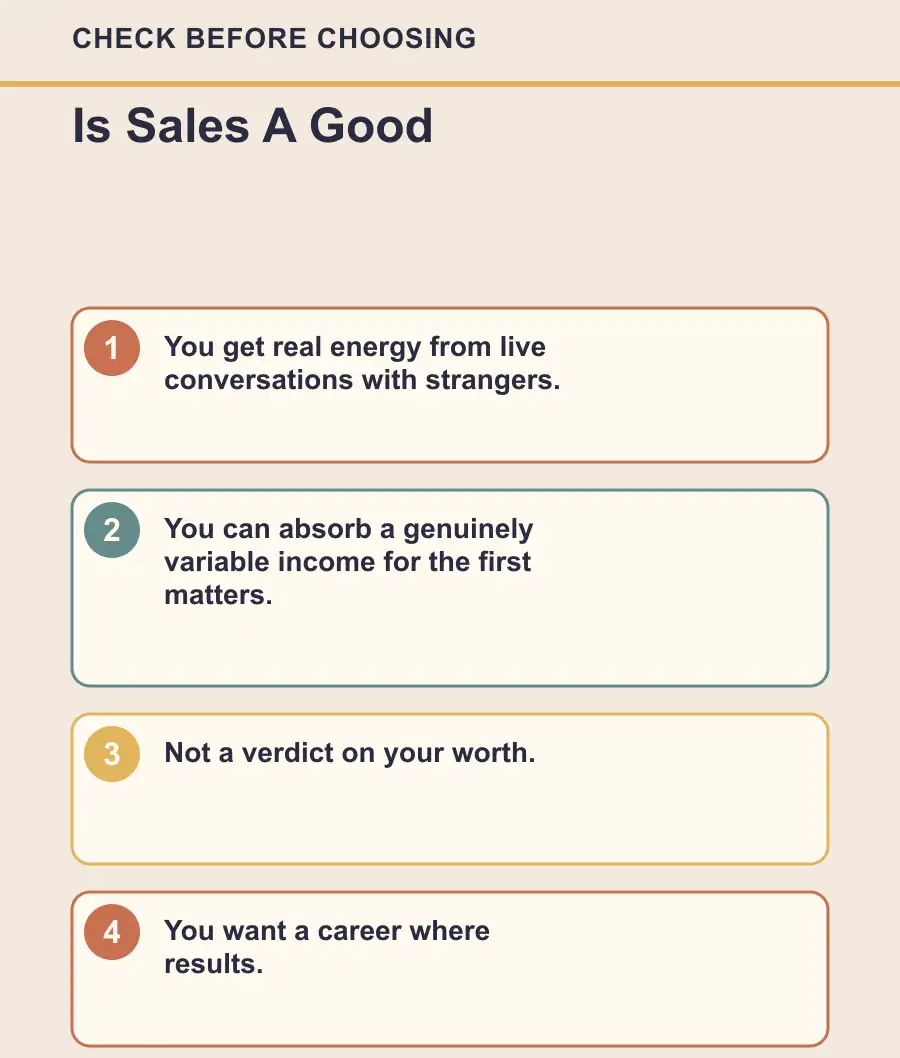 CHECK BEFORE CHOOSING
Is Sales A Good
1
You get real energy from live
conversations with strangers.
2
You can absorb a genuinely
variable income for the first
matters.
3
Not a verdict on your worth.
4
You want a career where
results.